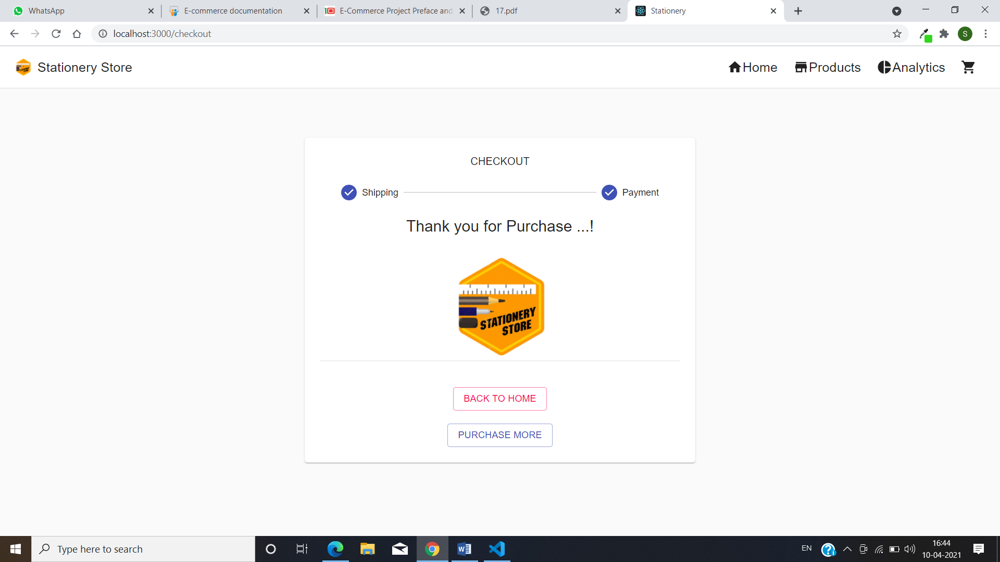 WhatsApp
E-commerce documentation
E-Commerce Project Preface and
17.pdf
Stationery
localhost:3000/checkout
S
Stationery Store
Home
Products
Analytics
CHECKOUT
Shipping
Payment
Thank you for Purchase ...!
STATIONERY
STORE
BACK TO HOME
PURCHASE MORE
Type here to search
EN
16:44
10-04-2021